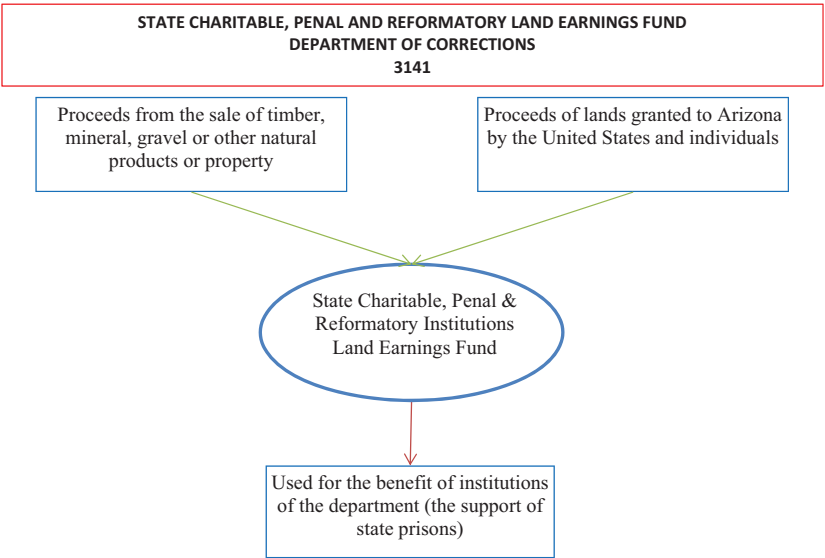 STATE CHARITABLE, PENAL AND REFORMATORY LAND EARNINGS FUND
DEPARTMENT OF CORRECTIONS
3141
Proceeds from the sale of timber,
mineral, gravel or other natural
products or property
Proceeds of lands granted to Arizona
by the United States and individuals
State Charitable, Penal &
Reformatory Institutions
Land Earnings Fund
Used for the benefit of institutions
of the department (the support of
state prisons)